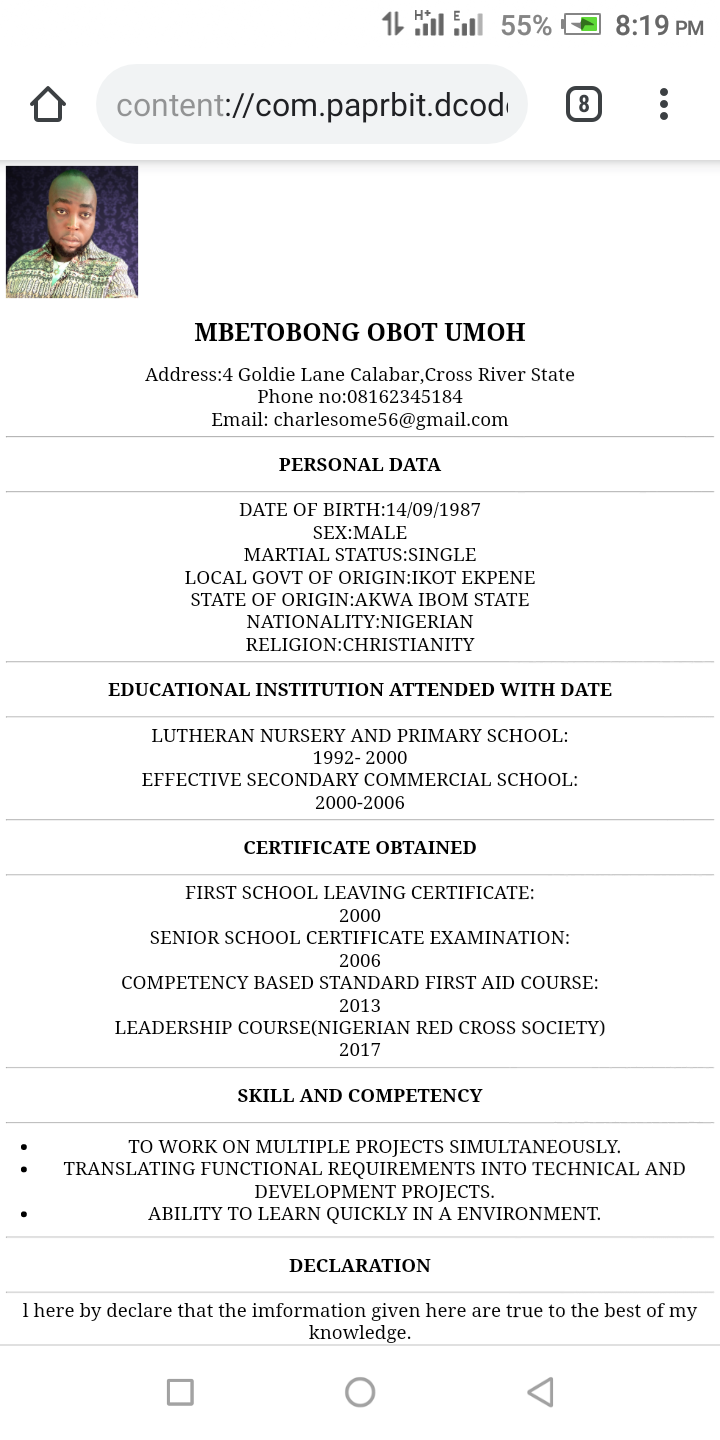 H+ E 55% 8:19 PM
content://com.paprbit.dcod
8
MBETOBONG OBOT UMOH
Address:4 Goldie Lane Calabar,Cross River State
Phone no:08162345184
Email: charlesome56@gmail.com
PERSONAL DATA
DATE OF BIRTH:14/09/1987
SEX:MALE
MARTIAL STATUS:SINGLE
LOCAL GOVT OF ORIGIN:IKOT EKPENE
STATE OF ORIGIN:AKWA IBOM STATE
NATIONALITY:NIGERIAN
RELIGION:CHRISTIANITY
EDUCATIONAL INSTITUTION ATTENDED WITH DATE
LUTHERAN NURSERY AND PRIMARY SCHOOL:
1992- 2000
EFFECTIVE SECONDARY COMMERCIAL SCHOOL:
2000-2006
CERTIFICATE OBTAINED
FIRST SCHOOL LEAVING CERTIFICATE:
2000
SENIOR SCHOOL CERTIFICATE EXAMINATION:
2006
COMPETENCY BASED STANDARD FIRST AID COURSE:
2013
LEADERSHIP COURSE(NIGERIAN RED CROSS SOCIETY)
2017
SKILL AND COMPETENCY
• TO WORK ON MULTIPLE PROJECTS SIMULTANEOUSLY.
• TRANSLATING FUNCTIONAL REQUIREMENTS INTO TECHNICAL AND
DEVELOPMENT PROJECTS.
• ABILITY TO LEARN QUICKLY IN A ENVIRONMENT.
DECLARATION
l here by declare that the imformation given here are true to the best of my
knowledge.